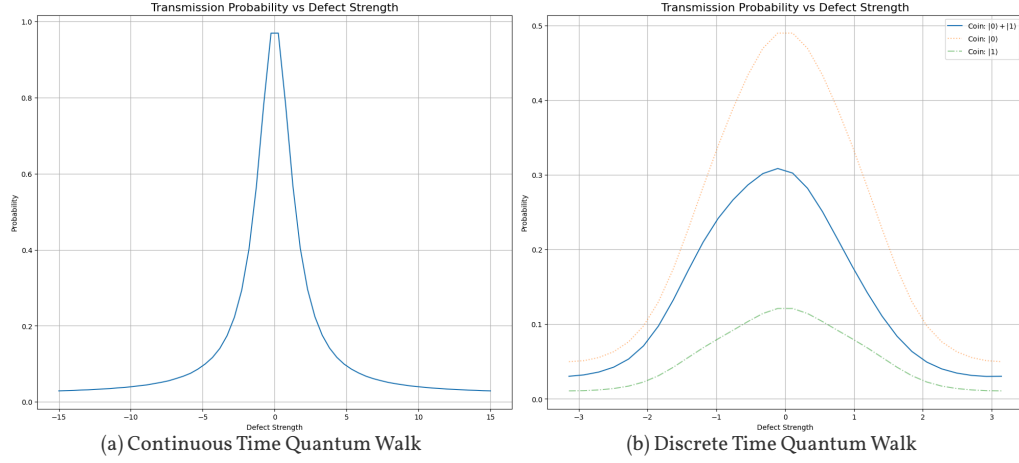 Transmission Probability vs Defect Strength
1.0
0.8
0.6
0.4
0.2
0.0
Probability
−15
−10
−5
0
5
10
15
Defect Strength
(a) Continuous Time Quantum Walk
Transmission Probability vs Defect Strength
Coin: |0⟩ + |1⟩
Coin: |0⟩
Coin: |1⟩
0.5
0.4
0.3
0.2
0.1
0.0
Probability
−3
−2
−1
0
1
2
3
Defect Strength
(b) Discrete Time Quantum Walk